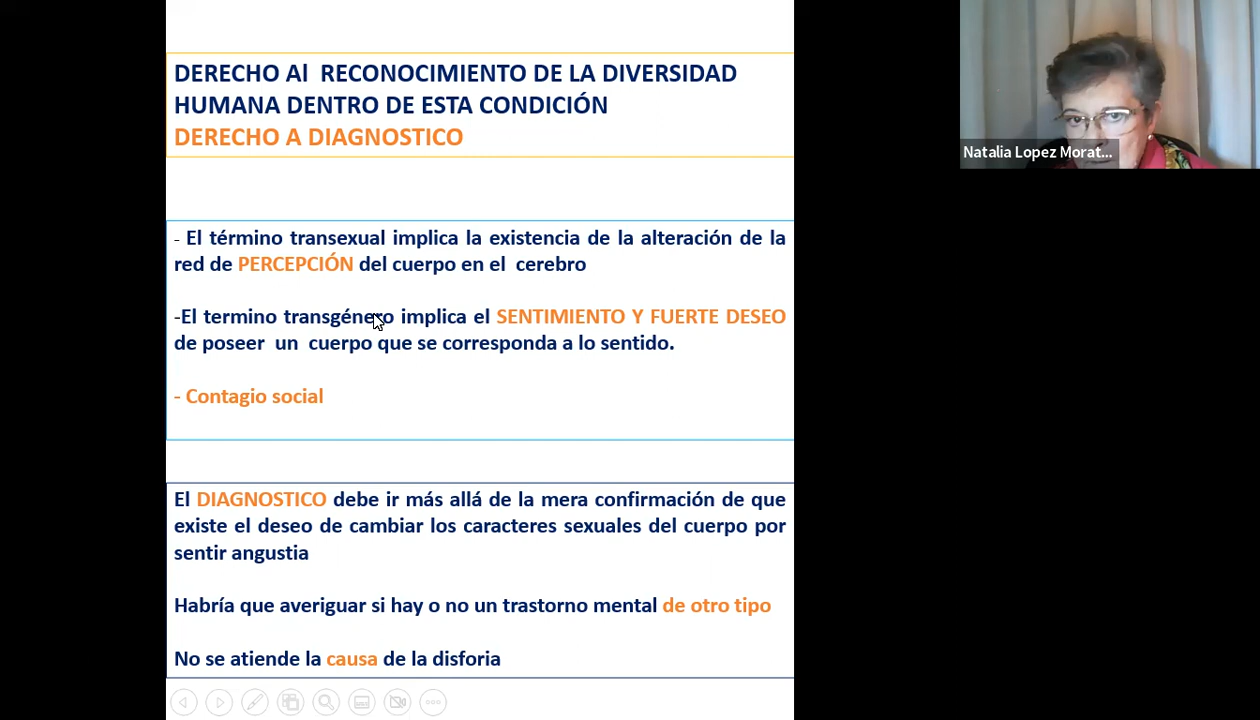 DERECHO Al RECONOCIMIENTO DE LA DIVERSIDAD
HUMANA DENTRO DE ESTA CONDICIÓN
DERECHO A DIAGNOSTICO
Natalia Lopez Morat...
- El término transexual implica la existencia de la alteración de la
red de PERCEPCIÓN del cuerpo en el cerebro
-El termino transgénero implica el SENTIMIENTO Y FUERTE DESEO
de poseer un cuerpo que se corresponda a lo sentido.
- Contagio social
El DIAGNOSTICO debe ir más allá de la mera confirmación de que
existe el deseo de cambiar los caracteres sexuales del cuerpo por
sentir angustia
Habría que averiguar si hay o no un trastorno mental de otro tipo
No se atiende la causa de la disforia